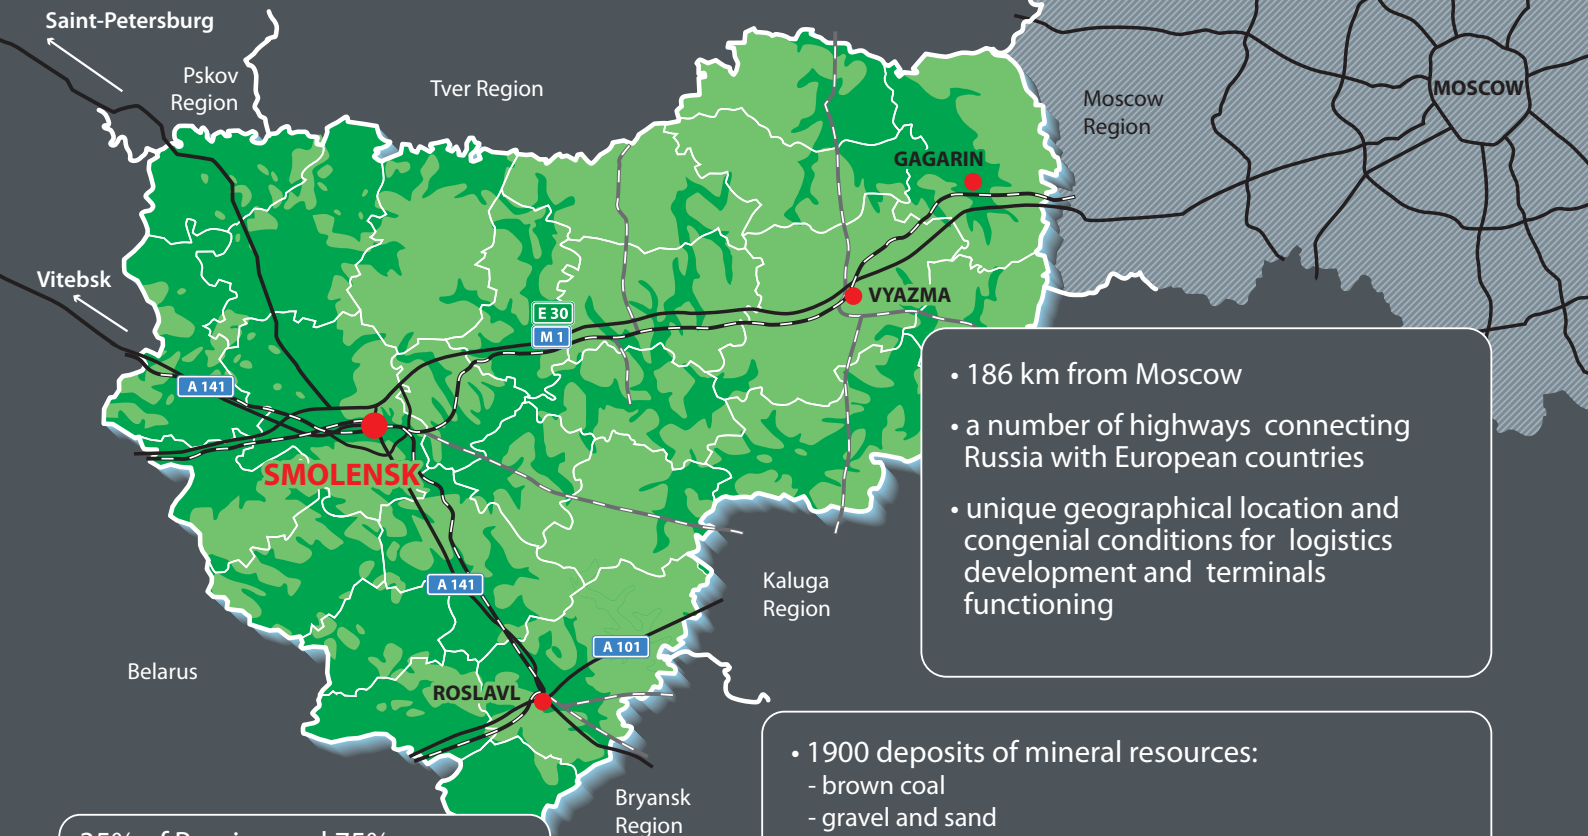 Saint-Petersburg
Pskov
Region
Tver Region
Moscow
Region
MOSCOW
GAGARIN
Vitebsk
VYAZMA
E 30
M 1
A 141
SMOLENSK
• 186 km from Moscow
• a number of highways connecting
Russia with European countries
• unique geographical location and
congenial conditions for logistics
development and terminals
functioning
A 141
Kaluga
Region
A 101
Belarus
ROSLAVL
• 1900 deposits of mineral resources:
- brown coal
- gravel and sand
Bryansk
Region